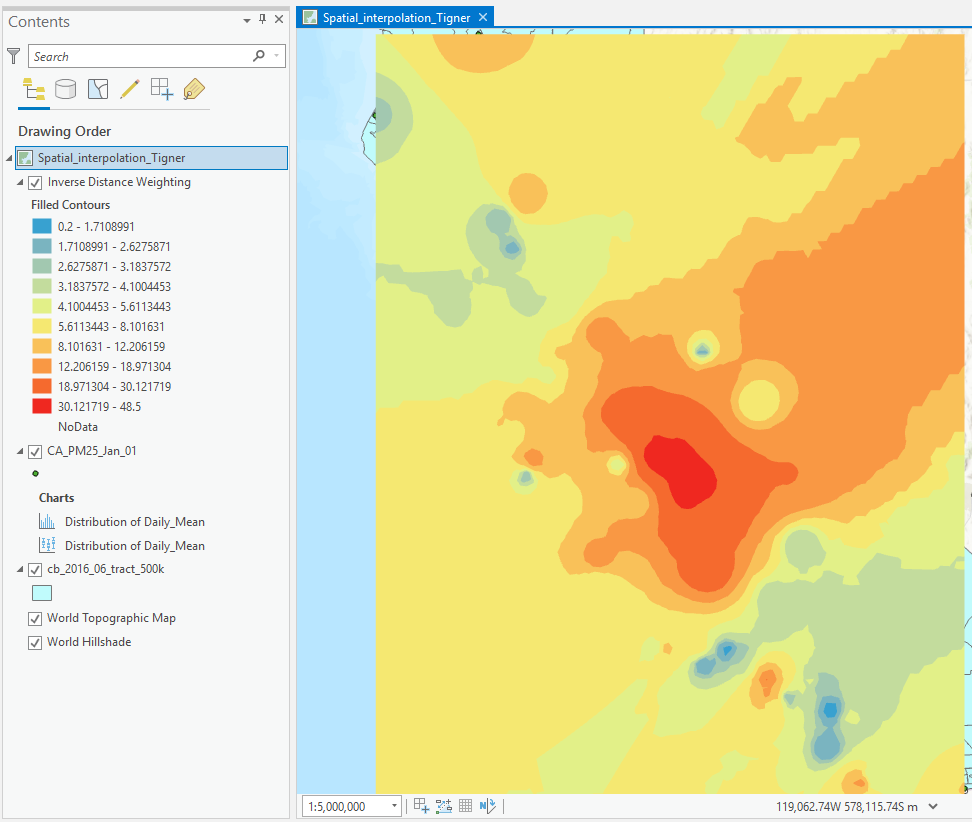 Contents
Spatial_interpolation_Tigner
Search
Drawing Order
Spatial_interpolation_Tigner
Inverse Distance Weighting
Filled Contours
0.2 - 1.7108991
1.7108991 - 2.6275871
2.6275871 - 3.1837572
3.1837572 - 4.1004453
4.1004453 - 5.6113443
5.6113443 - 8.101631
8.101631 - 12.206159
12.206159 - 18.971304
18.971304 - 30.121719
30.121719 - 48.5
NoData
CA_PM25_Jan_01
Charts
Distribution of Daily_Mean
Distribution of Daily_Mean
cb_2016_06_tract_500k
World Topographic Map
World Hillshade
1:5,000,000
N
119,062.74W 578,115.74S m